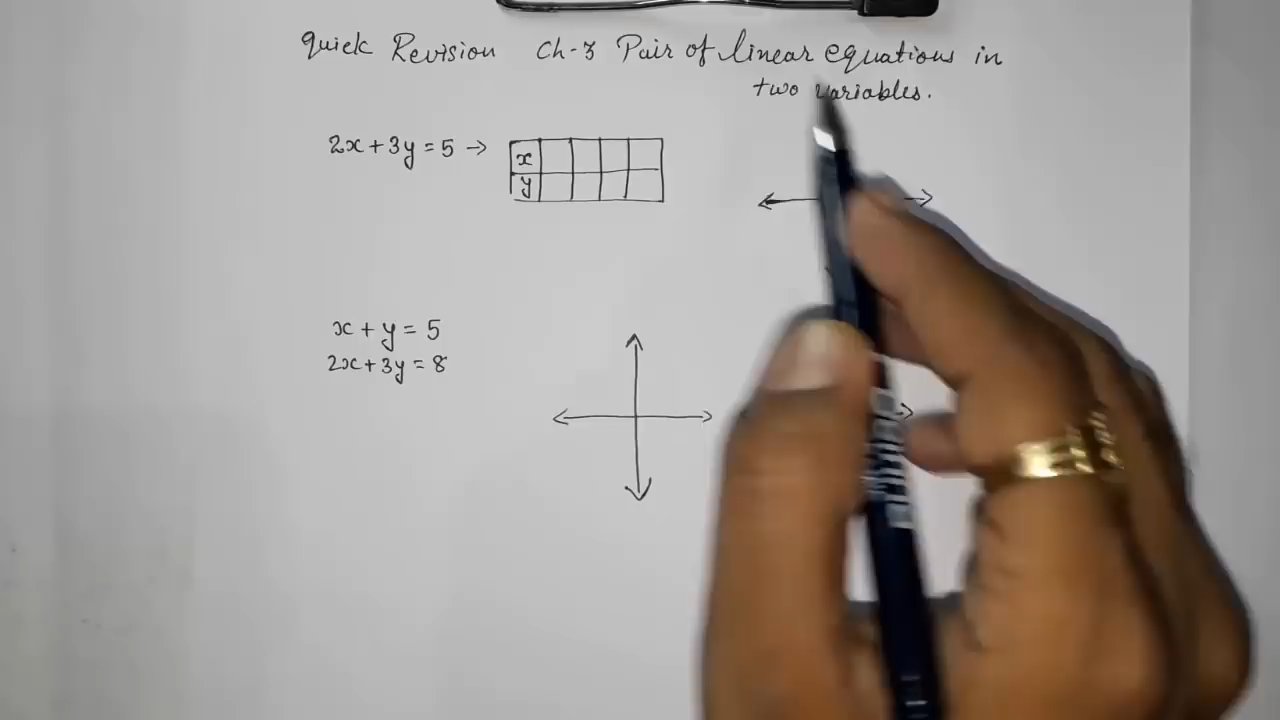 Quick Revision Ch-3 Pair of linear equations in
two variables.
2x + 3y = 5 →
x
y
x + y = 5
2x + 3y = 8